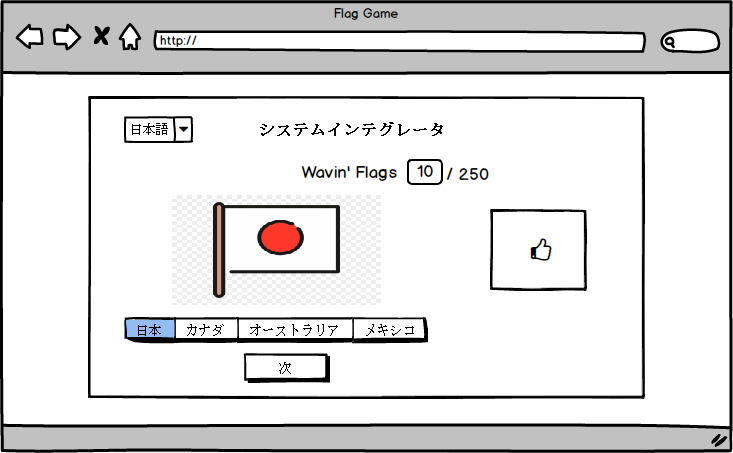 Flag Game
http://
日本語
システムインテグレータ
Wavin' Flags 10 / 250
日本 カナダ オーストラリア メキシコ
次